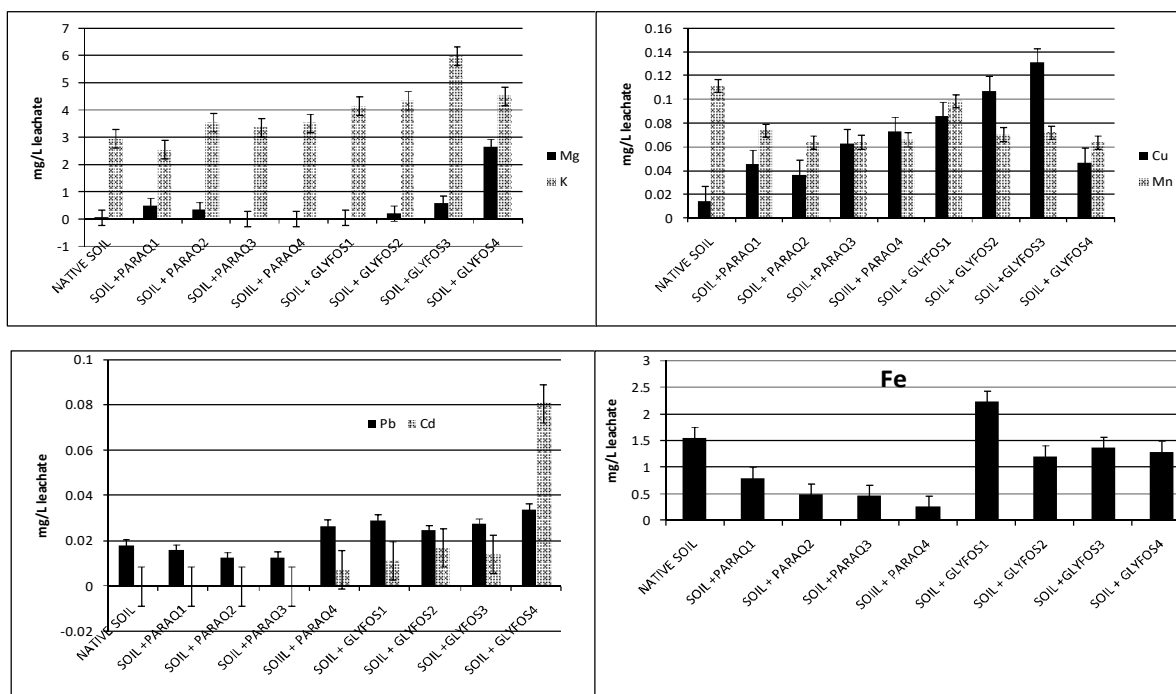 7
6
5
4
3
2
1
0
-1
mg/L leachate
Mg
K
NATIVE SOIL
SOIL +PARAQ1
SOIL + PARAQ2
SOIL +PARAQ3
SOIIL + PARAQ4
SOIL + GLYFOS1
SOIL + GLYFOS2
SOIL +GLYFOS3
SOIL + GLYFOS4
0.16
0.14
0.12
0.1
0.08
0.06
0.04
0.02
0
mg/L leachate
Cu
Mn
NATIVE SOIL
SOIL +PARAQ1
SOIL + PARAQ2
SOIL +PARAQ3
SOIIL + PARAQ4
SOIL + GLYFOS1
SOIL + GLYFOS2
SOIL +GLYFOS3
SOIL + GLYFOS4
0.1
0.08
0.06
0.04
0.02
0
-0.02
mg/L leachate
Pb Cd
NATIVE SOIL
SOIL +PARAQ1
SOIL + PARAQ2
SOIL +PARAQ3
SOIIL + PARAQ4
SOIL + GLYFOS1
SOIL + GLYFOS2
SOIL +GLYFOS3
SOIL + GLYFOS4
Fe
3
2.5
2
1.5
1
0.5
0
mg/L leachate
NATIVE SOIL
SOIL +PARAQ1
SOIL + PARAQ2
SOIL +PARAQ3
SOIIL + PARAQ4
SOIL + GLYFOS1
SOIL + GLYFOS2
SOIL +GLYFOS3
SOIL + GLYFOS4